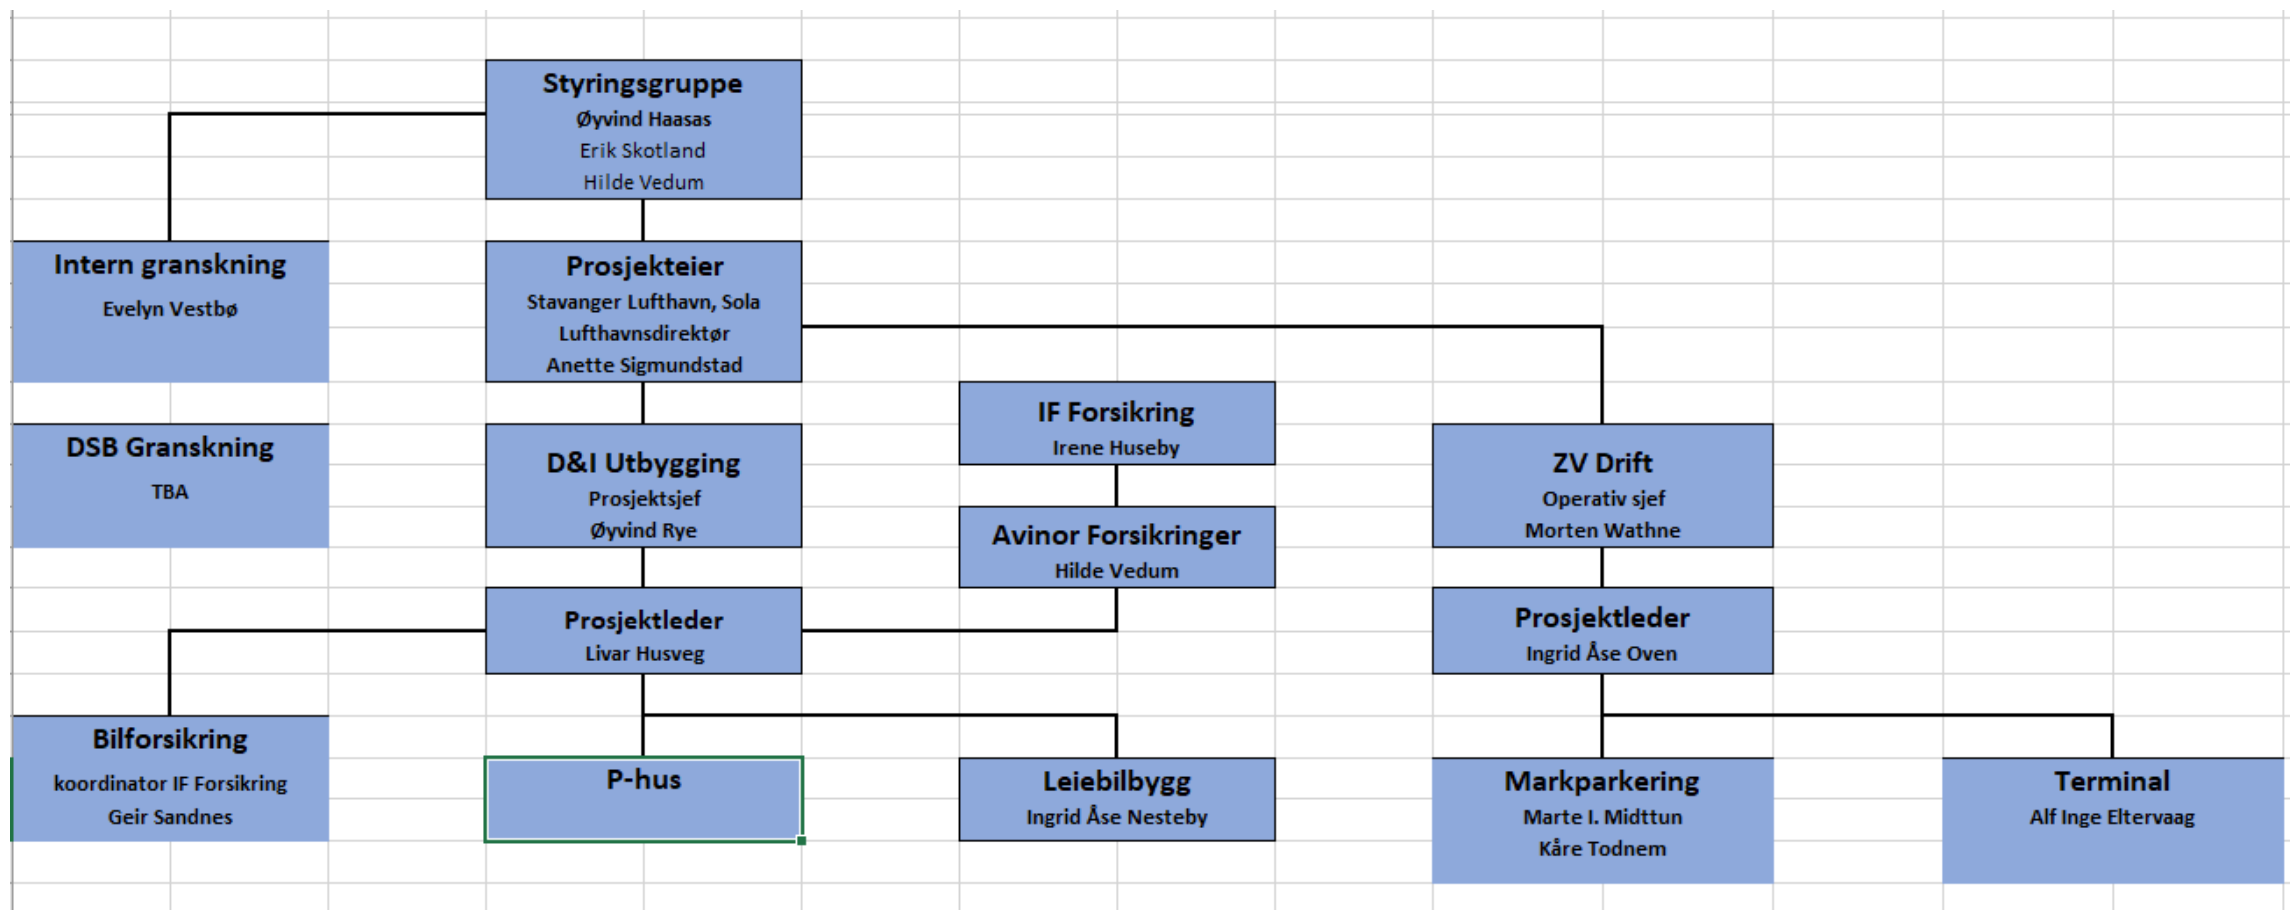 Styringsgruppe
Øyvind Haasas
Erik Skotland
Hilde Vedum
Intern granskning
Evelyn Vestbø
Prosjekteier
Stavanger Lufthavn, Sola
Lufthavnsdirektør
Anette Sigmundstad
IF Forsikring
Irene Huseby
DSB Granskning
TBA
D&I Utbygging
Prosjektsjef
Øyvind Rye
ZV Drift
Operativ sjef
Morten Wathne
Avinor Forsikringer
Hilde Vedum
Prosjektleder
Livar Husveg
Prosjektleder
Ingrid Åse Oven
Bilforsikring
koordinator IF Forsikring
Geir Sandnes
P-hus
Leiebilbygg
Ingrid Åse Nesteby
Markparkering
Marte I. Midttun
Kåre Todnem
Terminal
Alf Inge Eltervaag